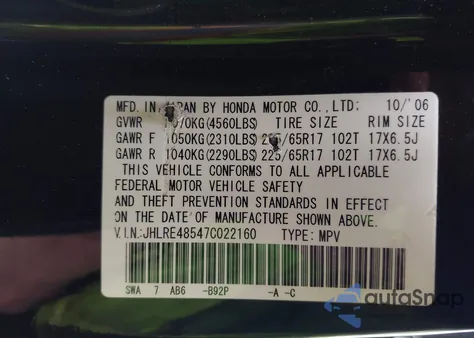 MFD. IN JAPAN BY HONDA MOTOR CO., LTD: 10/'06
GVWR KG(4560LBS) TIRE SIZE RIM SIZE
GAWR F 1050KG(2310LBS) 225/65R17 102T 17X6.5J
GAWR R 1040KG(2290LBS) 225/65R17 102T 17X6.5J
THIS VEHICLE CONFORMS TO ALL APPLICABLE
FEDERAL MOTOR VEHICLE SAFETY
AND THEFT PREVENTION STANDARDS IN EFFECT
ON THE DATE OF MANUFACTURE SHOWN ABOVE.
V.I.N.:JHLRE48547C022160 TYPE: MPV
SWA 7 AB6 -B92P -A -C
autoSnap